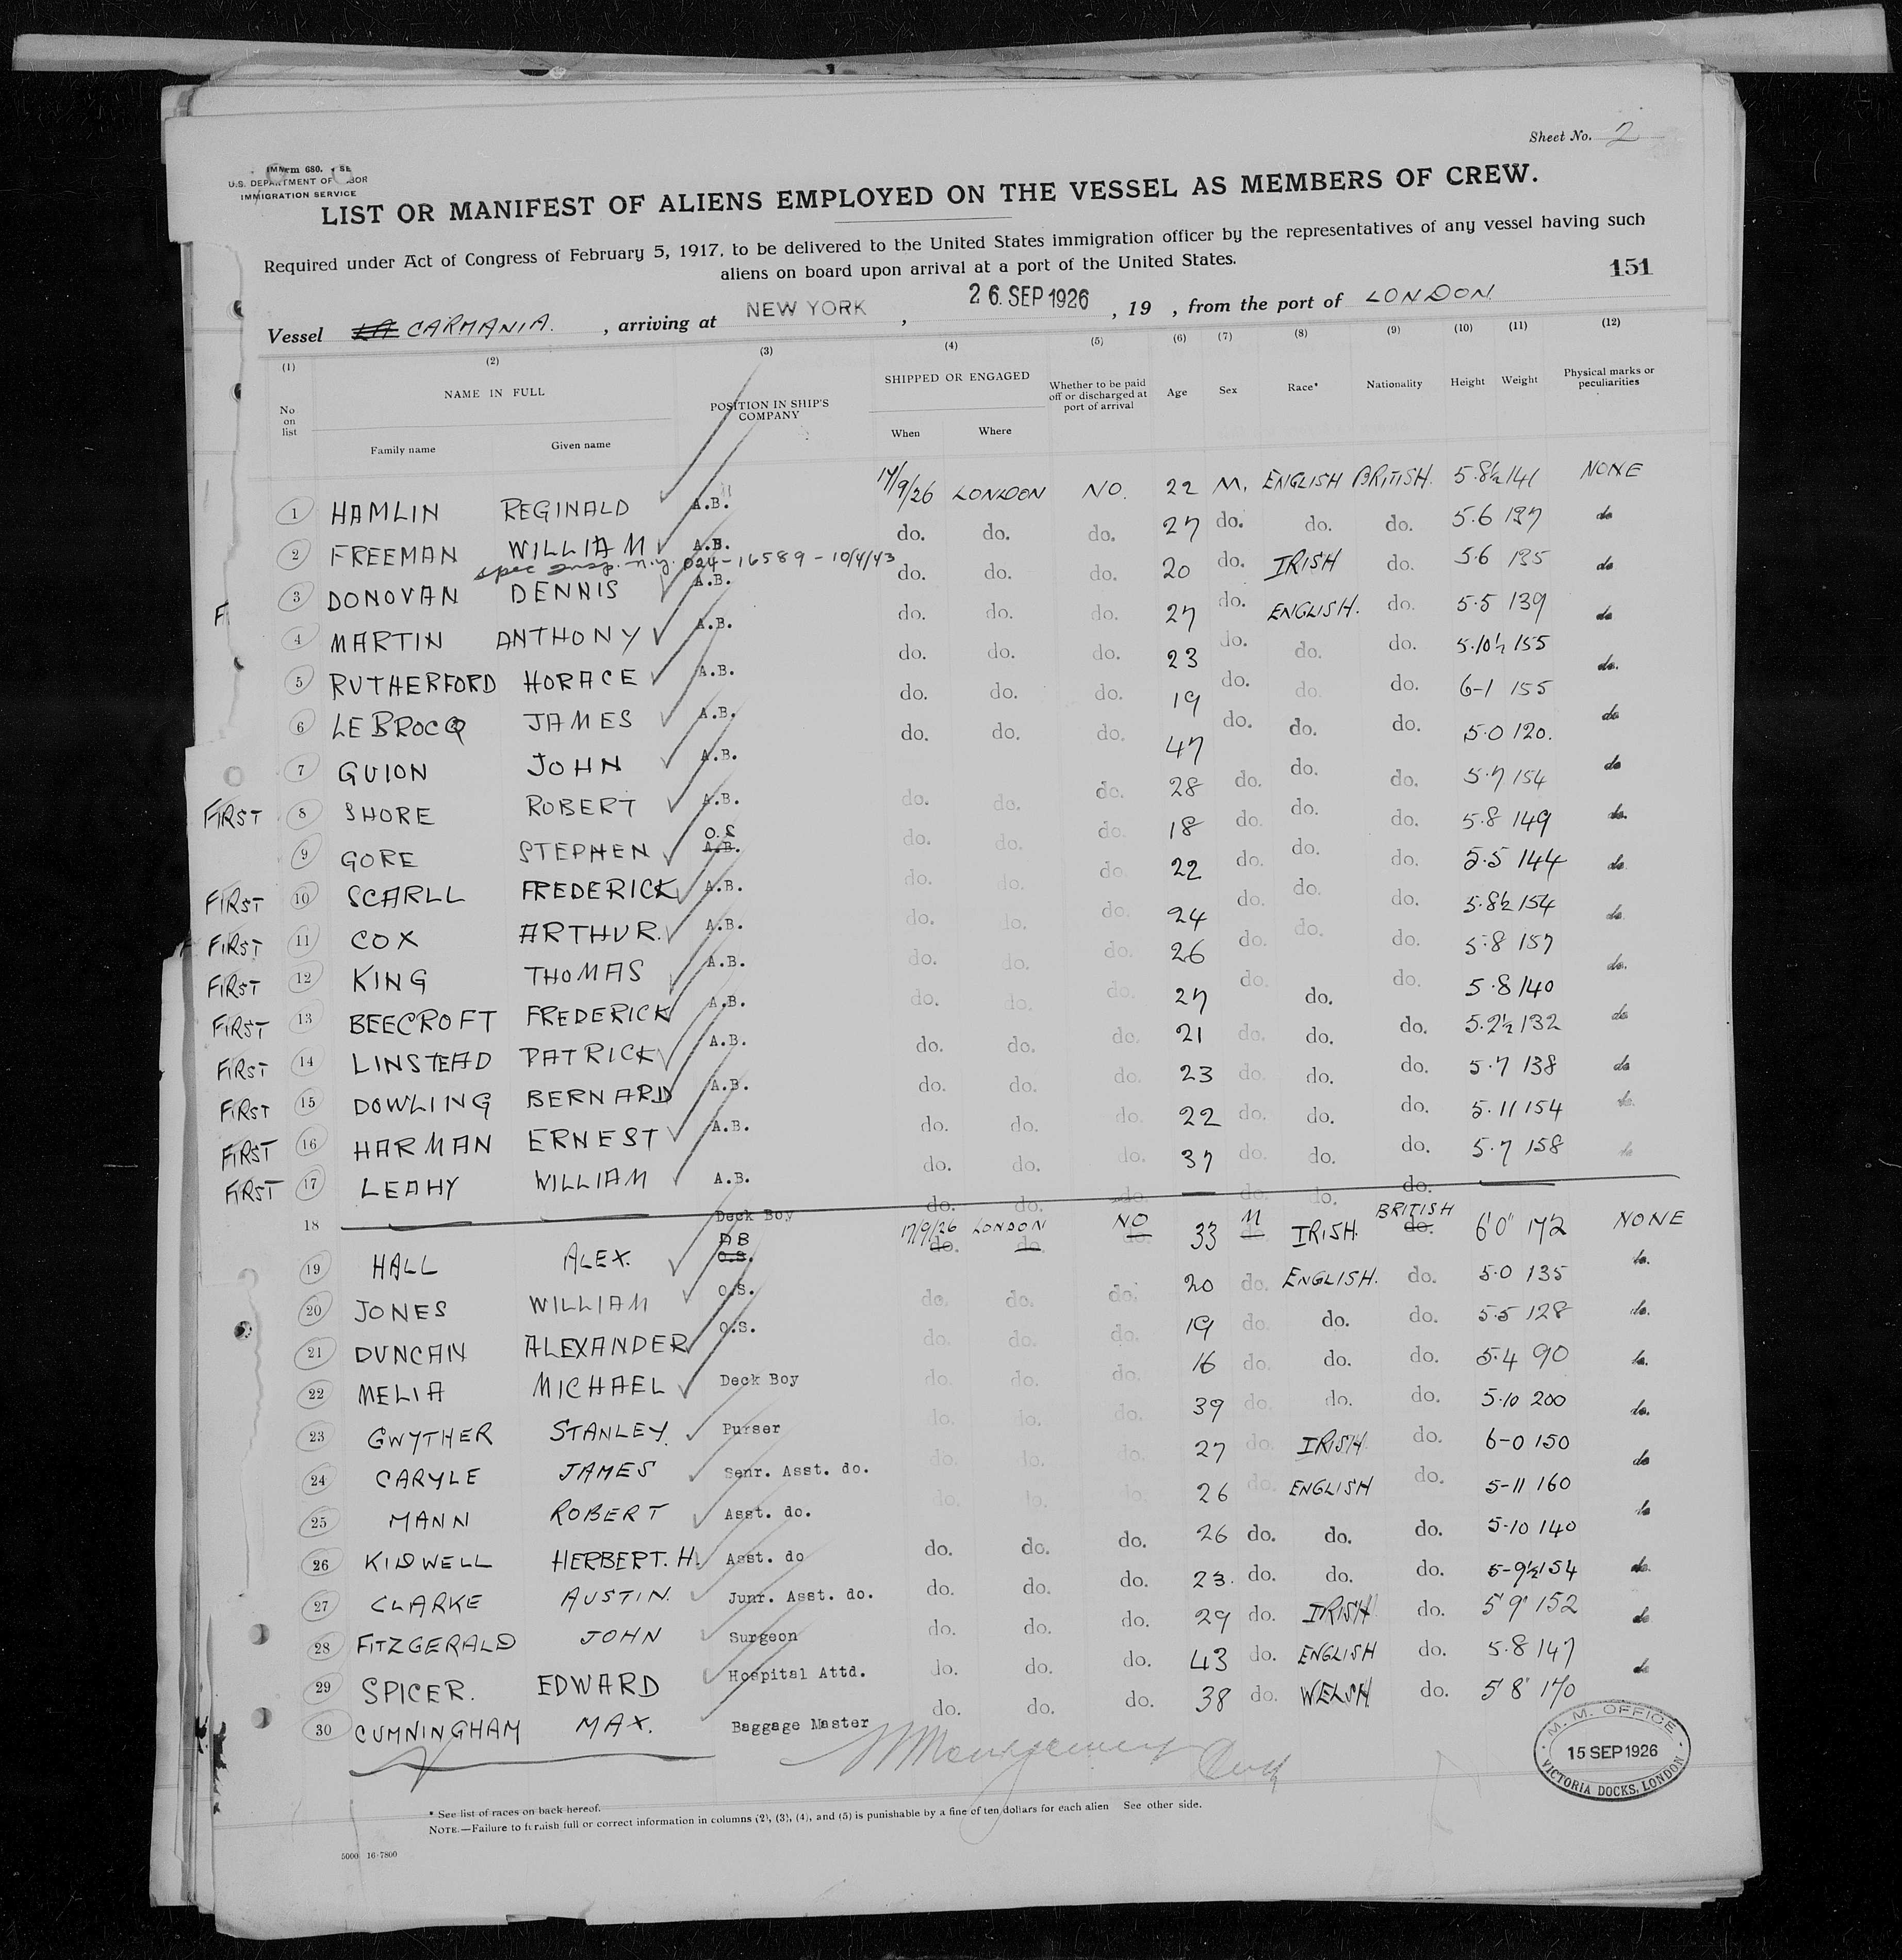 Sheet No. 2
U.S. DEPARTMENT OF LABOR
IMMIGRATION SERVICE
LIST OR MANIFEST OF ALIENS EMPLOYED ON THE VESSEL AS MEMBERS OF CREW.
Required under Act of Congress of February 5, 1917, to be delivered to the United States immigration officer by the representatives of any vessel having such
aliens on board upon arrival at a port of the United States.
151
Vessel CARMANIA. , arriving at NEW YORK , 26. SEP 1926 , 19 , from the port of LONDON
(1) (2) (3) (4) (5) (6) (7) (8) (9) (10) (11) (12)
No on list NAME IN FULL POSITION IN SHIP'S COMPANY SHIPPED OR ENGAGED Whether to be paid off or discharged at port of arrival Age Sex Race* Nationality Height Weight Physical marks or peculiarities
Family name Given name When Where
1 HAMLIN REGINALD A.B. 17/9/26 LONDON NO. 22 M. ENGLISH BRITISH. 5.8½ 141 NONE
2 FREEMAN WILLIAM A.B. do. do. do. 27 do. do. do. 5.6 137 do
spec insp. n.y. 024-16589-10/4/43
3 DONOVAN DENNIS A.B. do. do. do. 20 do. IRISH do. 5.6 135 do
4 MARTIN ANTHONY A.B. do. do. do. 27 do. ENGLISH. do. 5.5 139 do
5 RUTHERFORD HORACE A.B. do. do. do. 23 do. do. do. 5.10½ 155 do.
6 LE BROCQ JAMES A.B. do. do. do. 19 do. do. do. 6-1 155 do
7 GUION JOHN A.B. do. do. do. 47 do. do. do. 5.0 120. do
FIRST 8 SHORE ROBERT A.B. do. do. do. 28 do. do. do. 5.7 154 do.
9 GORE STEPHEN O.S A.B. do. do. do. 18 do. do. do. 5.8 149 do.
FIRST 10 SCARLL FREDERICK A.B. do. do. do. 22 do. do. do. 5.5 144 do
FIRST 11 COX ARTHUR. A.B. do. do. do. 24 do. do. do. 5.8½ 154 do
FIRST 12 KING THOMAS A.B. do. do. do. 26 do. do. do. 5.8 157 do.
FIRST 13 BEECROFT FREDERICK A.B. do. do. do. 27 do. do. do. 5.8 140 do
FIRST 14 LINSTEAD PATRICK A.B. do. do. do. 21 do. do. do. 5.2½ 132 do
FIRST 15 DOWLING BERNARD A.B. do. do. do. 23 do. do. do. 5.7 138 do
FIRST 16 HARMAN ERNEST A.B. do. do. do. 22 do. do. do. 5.11 154 do.
FIRST 17 LEAHY WILLIAM A.B. do. do. do. 37 do. do. do. 5.7 158 do
18 Deck Boy do. do. do. do. do. do.
19 HALL ALEX. DB O.S. 17/9/26 LONDON NO 33 M IRISH. BRITISH 6'0" 172 NONE
20 JONES WILLIAM O.S. do. do. do. 20 do. ENGLISH. do. 5.0 135 do.
21 DUNCAN ALEXANDER O.S. do. do. do. 19 do. do. do. 5.5 128 do.
22 MELIA MICHAEL Deck Boy do. do. do. 16 do. do. do. 5.4 90 do.
23 GWYTHER STANLEY. Purser do. do. do. 39 do. do. do. 5.10 200 do.
24 CARYLE JAMES Senr. Asst. do. do. do. do. 27 do. IRISH do. 6-0 150 do
25 MANN ROBERT Asst. do. do. do. do. 26 do. ENGLISH do. 5-11 160 do
26 KIDWELL HERBERT. H. Asst. do do. do. do. 26 do. do. do. 5-10 140 do.
27 CLARKE AUSTIN. Junr. Asst. do. do. do. do. 23. do. do. do. 5-9½ 154 do
28 FITZGERALD JOHN Surgeon do. do. do. 29 do. IRISH do. 5'9" 152 do
29 SPICER. EDWARD Hospital Attd. do. do. do. 43 do. ENGLISH do. 5.8 147 do
30 CUMNINGHAM MAX. Baggage Master do. do. do. 38 do. WELSH do. 5'8" 170
M. M. OFFICE
15 SEP 1926
VICTORIA DOCKS, LONDON
* See list of races on back hereof.
NOTE.—Failure to furnish full or correct information in columns (2), (3), (4), and (5) is punishable by a fine of ten dollars for each alien See other side.
5000 16-7800